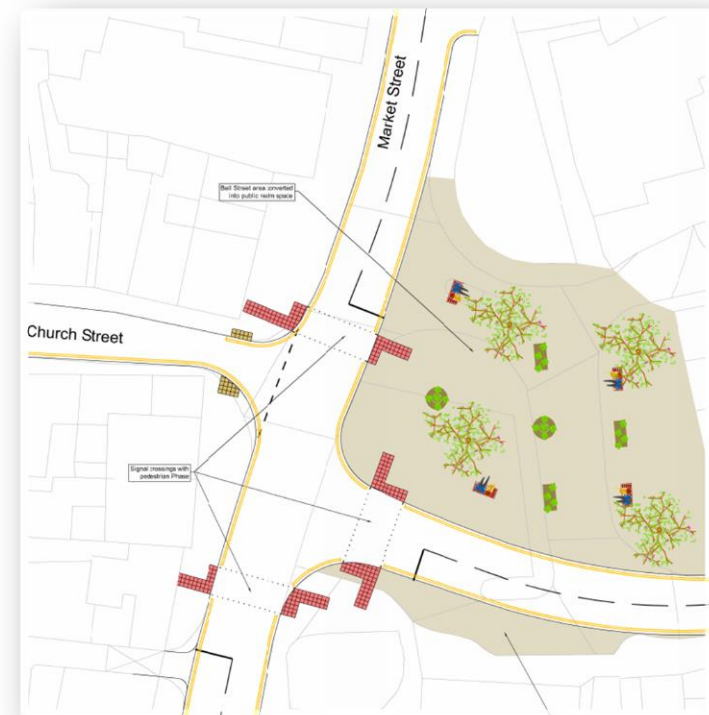 Market Street
Bell Street area converted
into public realm space
Church Street
Signal crossings with
pedestrian Phase